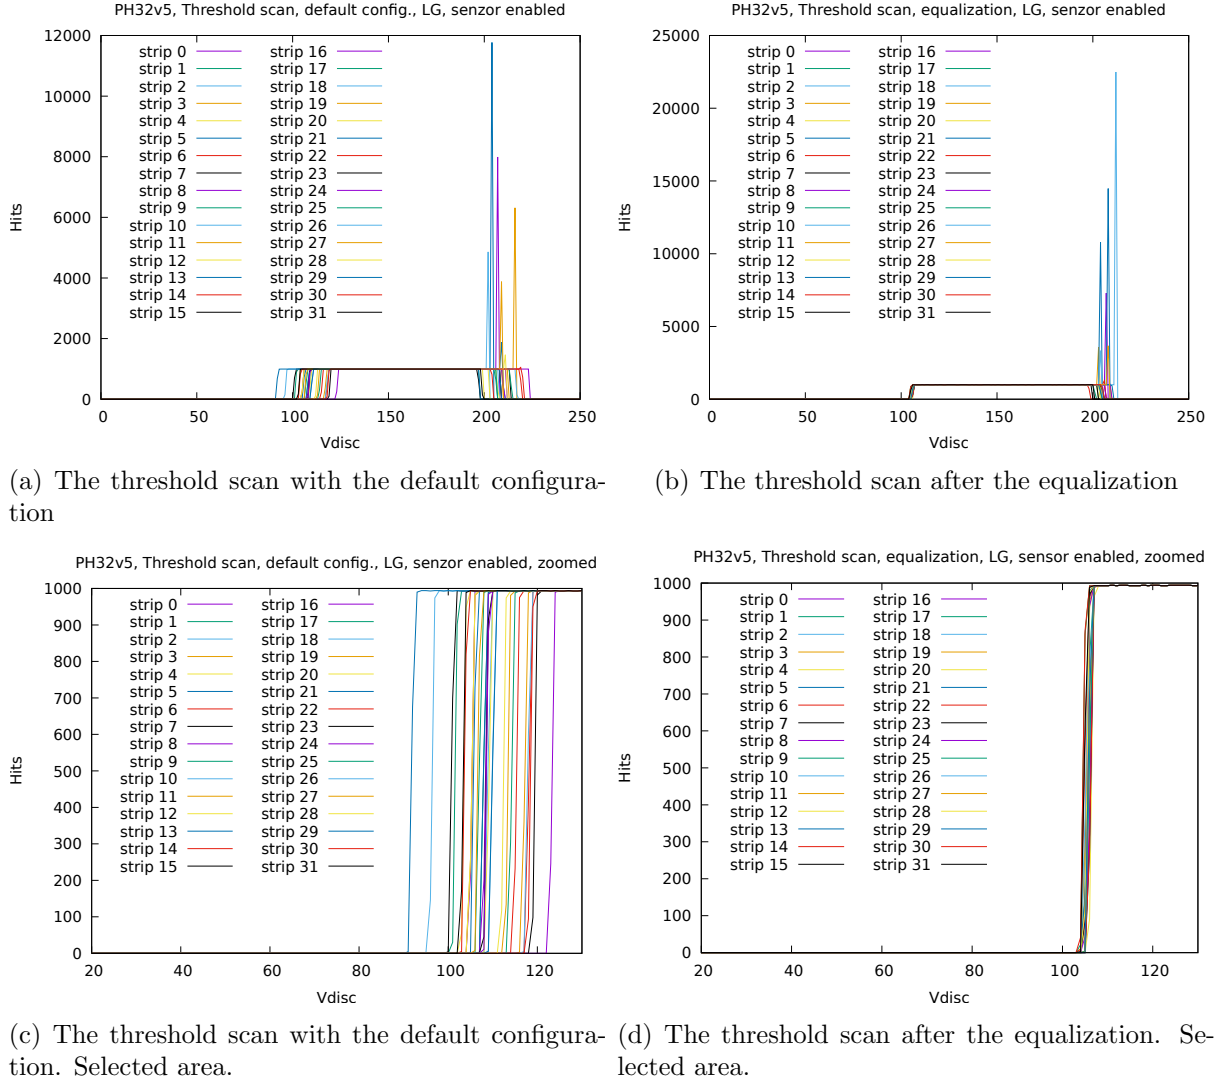 PH32v5, Threshold scan, default config., LG, senzor enabled
12000
10000
8000
6000
4000
2000
0
Hits
strip 0
strip 1
strip 2
strip 3
strip 4
strip 5
strip 6
strip 7
strip 8
strip 9
strip 10
strip 11
strip 12
strip 13
strip 14
strip 15
strip 16
strip 17
strip 18
strip 19
strip 20
strip 21
strip 22
strip 23
strip 24
strip 25
strip 26
strip 27
strip 28
strip 29
strip 30
strip 31
0 50 100 150 200 250
Vdisc
(a) The threshold scan with the default configura-
tion
PH32v5, Threshold scan, equalization, LG, senzor enabled
25000
20000
15000
10000
5000
0
Hits
strip 0
strip 1
strip 2
strip 3
strip 4
strip 5
strip 6
strip 7
strip 8
strip 9
strip 10
strip 11
strip 12
strip 13
strip 14
strip 15
strip 16
strip 17
strip 18
strip 19
strip 20
strip 21
strip 22
strip 23
strip 24
strip 25
strip 26
strip 27
strip 28
strip 29
strip 30
strip 31
0 50 100 150 200 250
Vdisc
(b) The threshold scan after the equalization
PH32v5, Threshold scan, default config., LG, senzor enabled, zoomed
1000
900
800
700
600
500
400
300
200
100
0
Hits
strip 0
strip 1
strip 2
strip 3
strip 4
strip 5
strip 6
strip 7
strip 8
strip 9
strip 10
strip 11
strip 12
strip 13
strip 14
strip 15
strip 16
strip 17
strip 18
strip 19
strip 20
strip 21
strip 22
strip 23
strip 24
strip 25
strip 26
strip 27
strip 28
strip 29
strip 30
strip 31
20 40 60 80 100 120
Vdisc
(c) The threshold scan with the default configura-
tion. Selected area.
PH32v5, Threshold scan, equalization, LG, sensor enabled, zoomed
1000
900
800
700
600
500
400
300
200
100
0
Hits
strip 0
strip 1
strip 2
strip 3
strip 4
strip 5
strip 6
strip 7
strip 8
strip 9
strip 10
strip 11
strip 12
strip 13
strip 14
strip 15
strip 16
strip 17
strip 18
strip 19
strip 20
strip 21
strip 22
strip 23
strip 24
strip 25
strip 26
strip 27
strip 28
strip 29
strip 30
strip 31
20 40 60 80 100 120
Vdisc
(d) The threshold scan after the equalization. Se-
lected area.